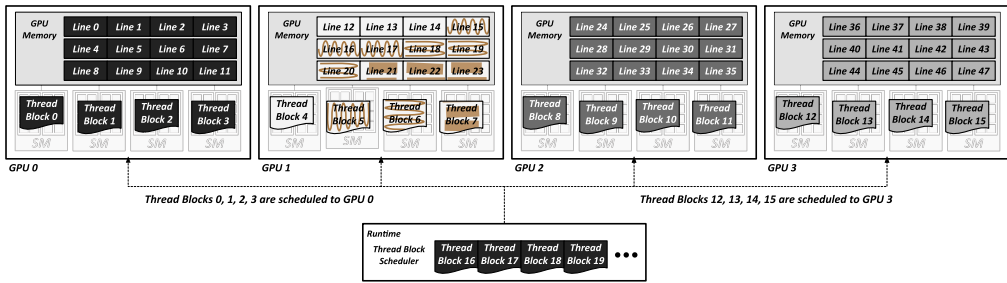 GPU Memory
Line 0 Line 1 Line 2 Line 3
Line 4 Line 5 Line 6 Line 7
Line 8 Line 9 Line 10 Line 11
Thread Block 0
Thread Block 1
Thread Block 2
Thread Block 3
SM SM SM SM
GPU 0
GPU Memory
Line 12 Line 13 Line 14 Line 15
Line 16 Line 17 Line 18 Line 19
Line 20 Line 21 Line 22 Line 23
Thread Block 4
Thread Block 5
Thread Block 6
Thread Block 7
SM SM SM SM
GPU 1
GPU Memory
Line 24 Line 25 Line 26 Line 27
Line 28 Line 29 Line 30 Line 31
Line 32 Line 33 Line 34 Line 35
Thread Block 8
Thread Block 9
Thread Block 10
Thread Block 11
SM SM SM SM
GPU 2
GPU Memory
Line 36 Line 37 Line 38 Line 39
Line 40 Line 41 Line 42 Line 43
Line 44 Line 45 Line 46 Line 47
Thread Block 12
Thread Block 13
Thread Block 14
Thread Block 15
SM SM SM SM
GPU 3
Thread Blocks 0, 1, 2, 3 are scheduled to GPU 0
Thread Blocks 12, 13, 14, 15 are scheduled to GPU 3
Runtime
Thread Block Scheduler
Thread Block 16
Thread Block 17
Thread Block 18
Thread Block 19
•••